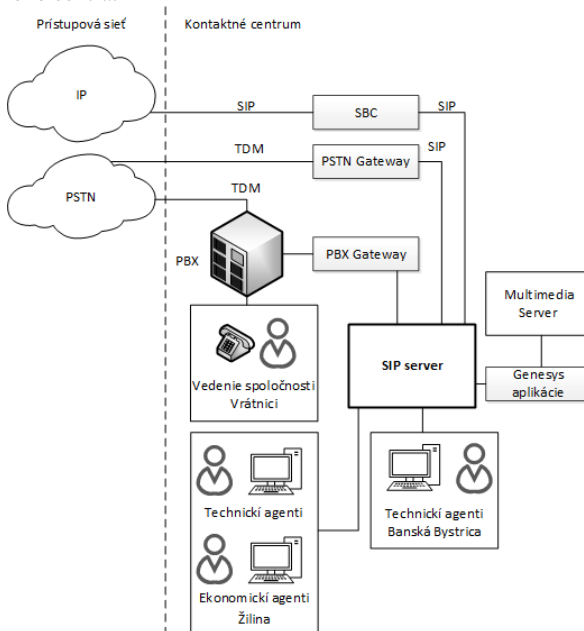 Prístupová sieť
Kontaktné centrum
IP
SIP
SBC
SIP
TDM
PSTN Gateway
SIP
PSTN
TDM
PBX
PBX Gateway
Multimedia
Server
SIP server
Genesys
aplikácie
Vedenie spoločnosti
Vrátnici
Technickí agenti
Technickí agenti
Banská Bystrica
Ekonomickí agenti
Žilina